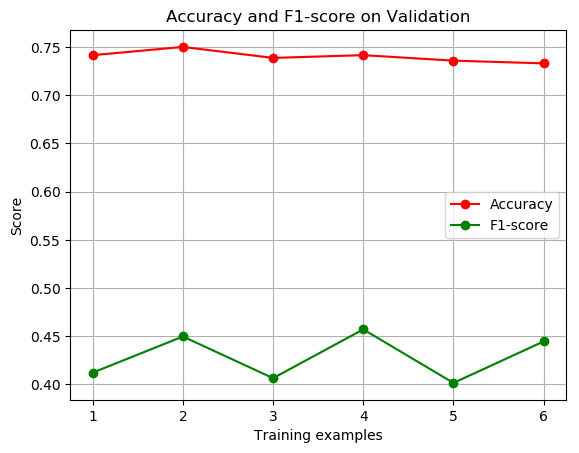 Accuracy and F1-score on Validation
0.75
0.70
0.65
0.60
0.55
0.50
0.45
0.40
Score
Accuracy
F1-score
1 2 3 4 5 6
Training examples